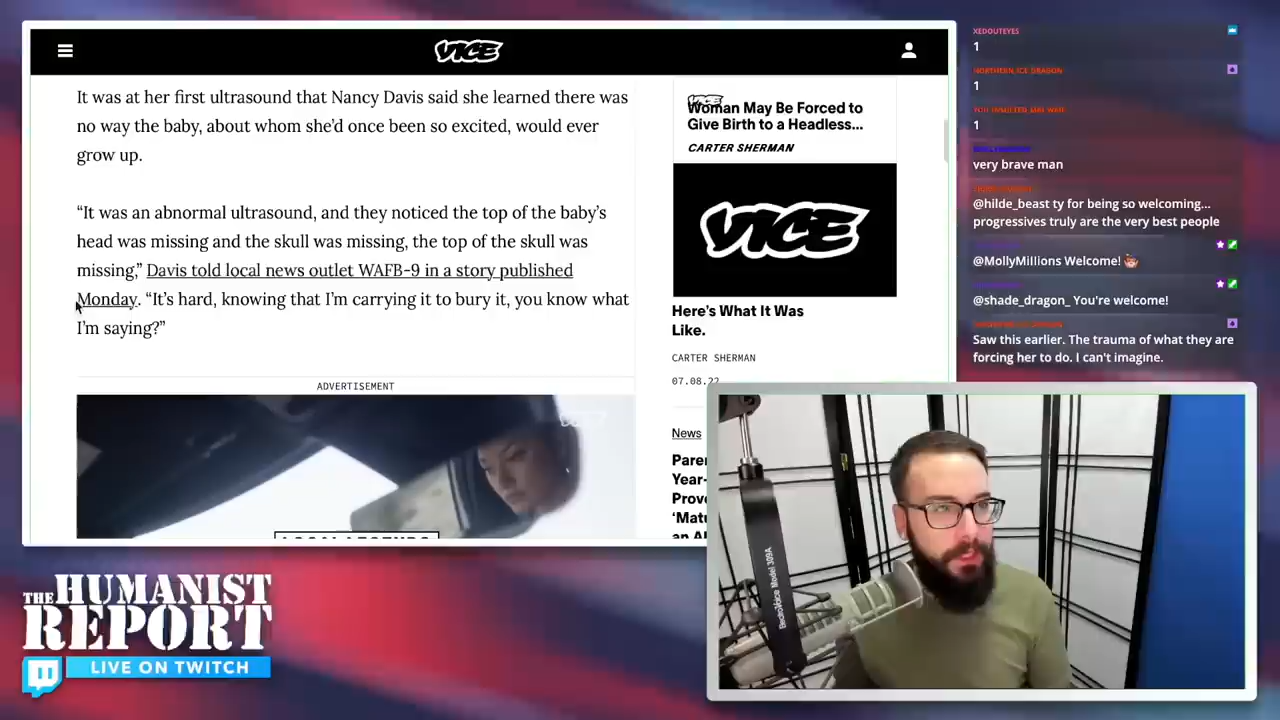 VICE
It was at her first ultrasound that Nancy Davis said she learned there was
no way the baby, about whom she'd once been so excited, would ever
grow up.
“It was an abnormal ultrasound, and they noticed the top of the baby's
head was missing and the skull was missing, the top of the skull was
missing,” Davis told local news outlet WAFB-9 in a story published
Monday. “It's hard, knowing that I'm carrying it to bury it, you know what
I'm saying?”
ADVERTISEMENT
VICE
Woman May Be Forced to
Give Birth to a Headless...
CARTER SHERMAN
VICE
Here's What It Was
Like.
CARTER SHERMAN
07.08.22
News
XEDOUTEYES
1
NORTHERN ICE DRAGON
1
1
very brave man
@hilde_beast ty for being so welcoming...
progressives truly are the very best people
@MollyMillions Welcome!
@shade_dragon_ You're welcome!
Saw this earlier. The trauma of what they are
forcing her to do. I can't imagine.
ElectroVoice Model 309A
THE HUMANIST
REPORT
LIVE ON TWITCH